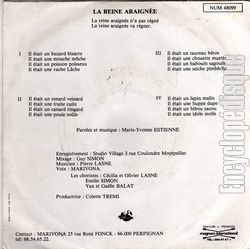 LA REINE ARAIGNÉE
NUM 48099
La reine araignée n'a pas régné
La reine araignée va régner.
I
Il était un buzard bizarre
Il était une mouche môche
Il était un poisson poisseux
Il était une vache Lâche
II
Il était un renard veinard
Il était une truite cuite
Il était un canard ringard
Il était une poule soûle
III
Il était un taureau héros
Il était une chouette muette
Il était un babouin sagouin
Il était une seiche pimbêche
IV
Il était un lapin malin
Il était une huppe dupe
Il était un hibou zazou
Il était une idole molle
Paroles et musique : Marie-Yvonne ESTIENNE
Enregistrement : Studio Village 3 rue Coulondre Montpellier
Mixage : Guy SIMON
Musicien : Pierre LASNE
Voix : MARIVONA
Les choristes : Cécilia et Olivier LASNE
Emilie SIMON
Yan et Gaëlle BALAT
Productrice : Colette TREMI
Contact : MARIVONA 25 rue René FONCK - 66.000 PERPIGNAN
tél. : 68.54.65.22.
Encyclopédisque